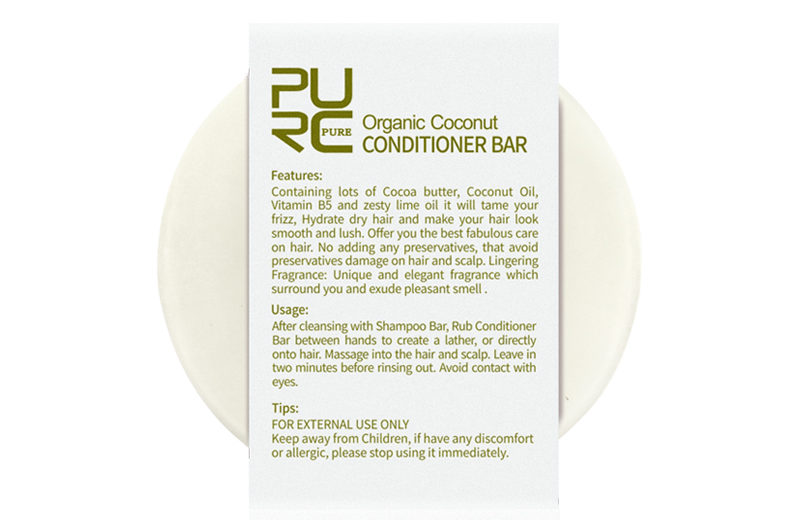 PU
RC PURE
Organic Coconut
CONDITIONER BAR
Features:
Containing lots of Cocoa butter, Coconut Oil,
Vitamin B5 and zesty lime oil it will tame your
frizz, Hydrate dry hair and make your hair look
smooth and lush. Offer you the best fabulous care
on hair. No adding any preservatives, that avoid
preservatives damage on hair and scalp. Lingering
Fragrance: Unique and elegant fragrance which
surround you and exude pleasant smell .
Usage:
After cleansing with Shampoo Bar, Rub Conditioner
Bar between hands to create a lather, or directly
onto hair. Massage into the hair and scalp. Leave in
two minutes before rinsing out. Avoid contact with
eyes.
Tips:
FOR EXTERNAL USE ONLY
Keep away from Children, if have any discomfort
or allergic, please stop using it immediately.